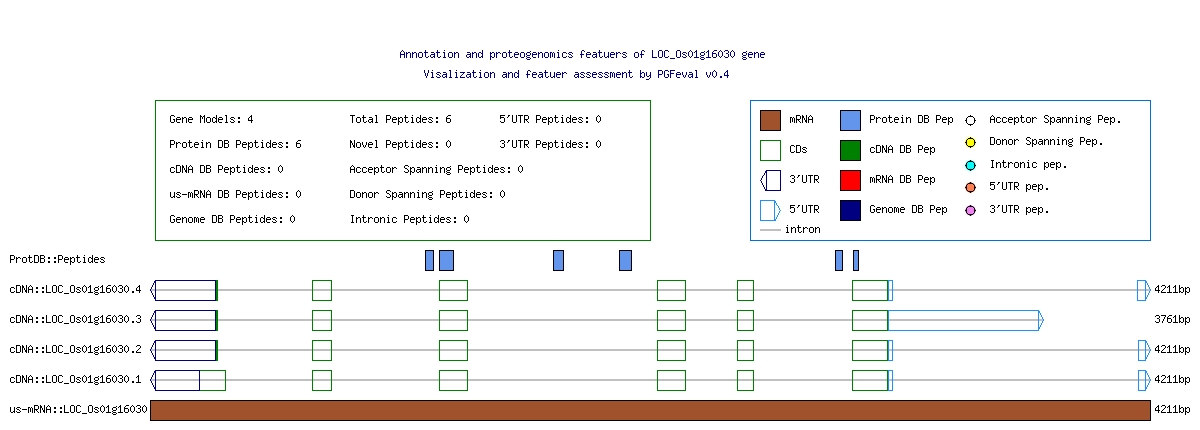 Annotation and proteogenomics featuers of LOC_Os01g16030 gene
Visalization and featuer assessment by PGFeval v0.4
Gene Models: 4 Total Peptides: 6 5'UTR Peptides: 0
Protein DB Peptides: 6 Novel Peptides: 0 3'UTR Peptides: 0
cDNA DB Peptides: 0 Acceptor Spanning Peptides: 0
us-mRNA DB Peptides: 0 Donor Spanning Peptides: 0
Genome DB Peptides: 0 Intronic Peptides: 0
mRNA Protein DB Pep Acceptor Spanning Pep.
CDs cDNA DB Pep Donor Spanning Pep.
3'UTR mRNA DB Pep Intronic pep.
5'UTR Genome DB Pep 5'UTR pep.
intron 3'UTR pep.
ProtDB::Peptides
cDNA::LOC_Os01g16030.4 4211bp
cDNA::LOC_Os01g16030.3 3761bp
cDNA::LOC_Os01g16030.2 4211bp
cDNA::LOC_Os01g16030.1 4211bp
us-mRNA::LOC_Os01g16030 4211bp